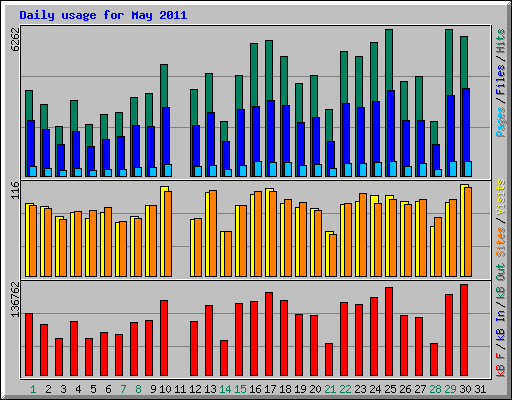 Daily usage for May 2011
6262
Pages / Files / Hits
116
Sites / Visits
136762
kB F / kB In / kB Out
1 2 3 4 5 6 7 8 9 10 11 12 13 14 15 16 17 18 19 20 21 22 23 24 25 26 27 28 29 30 31